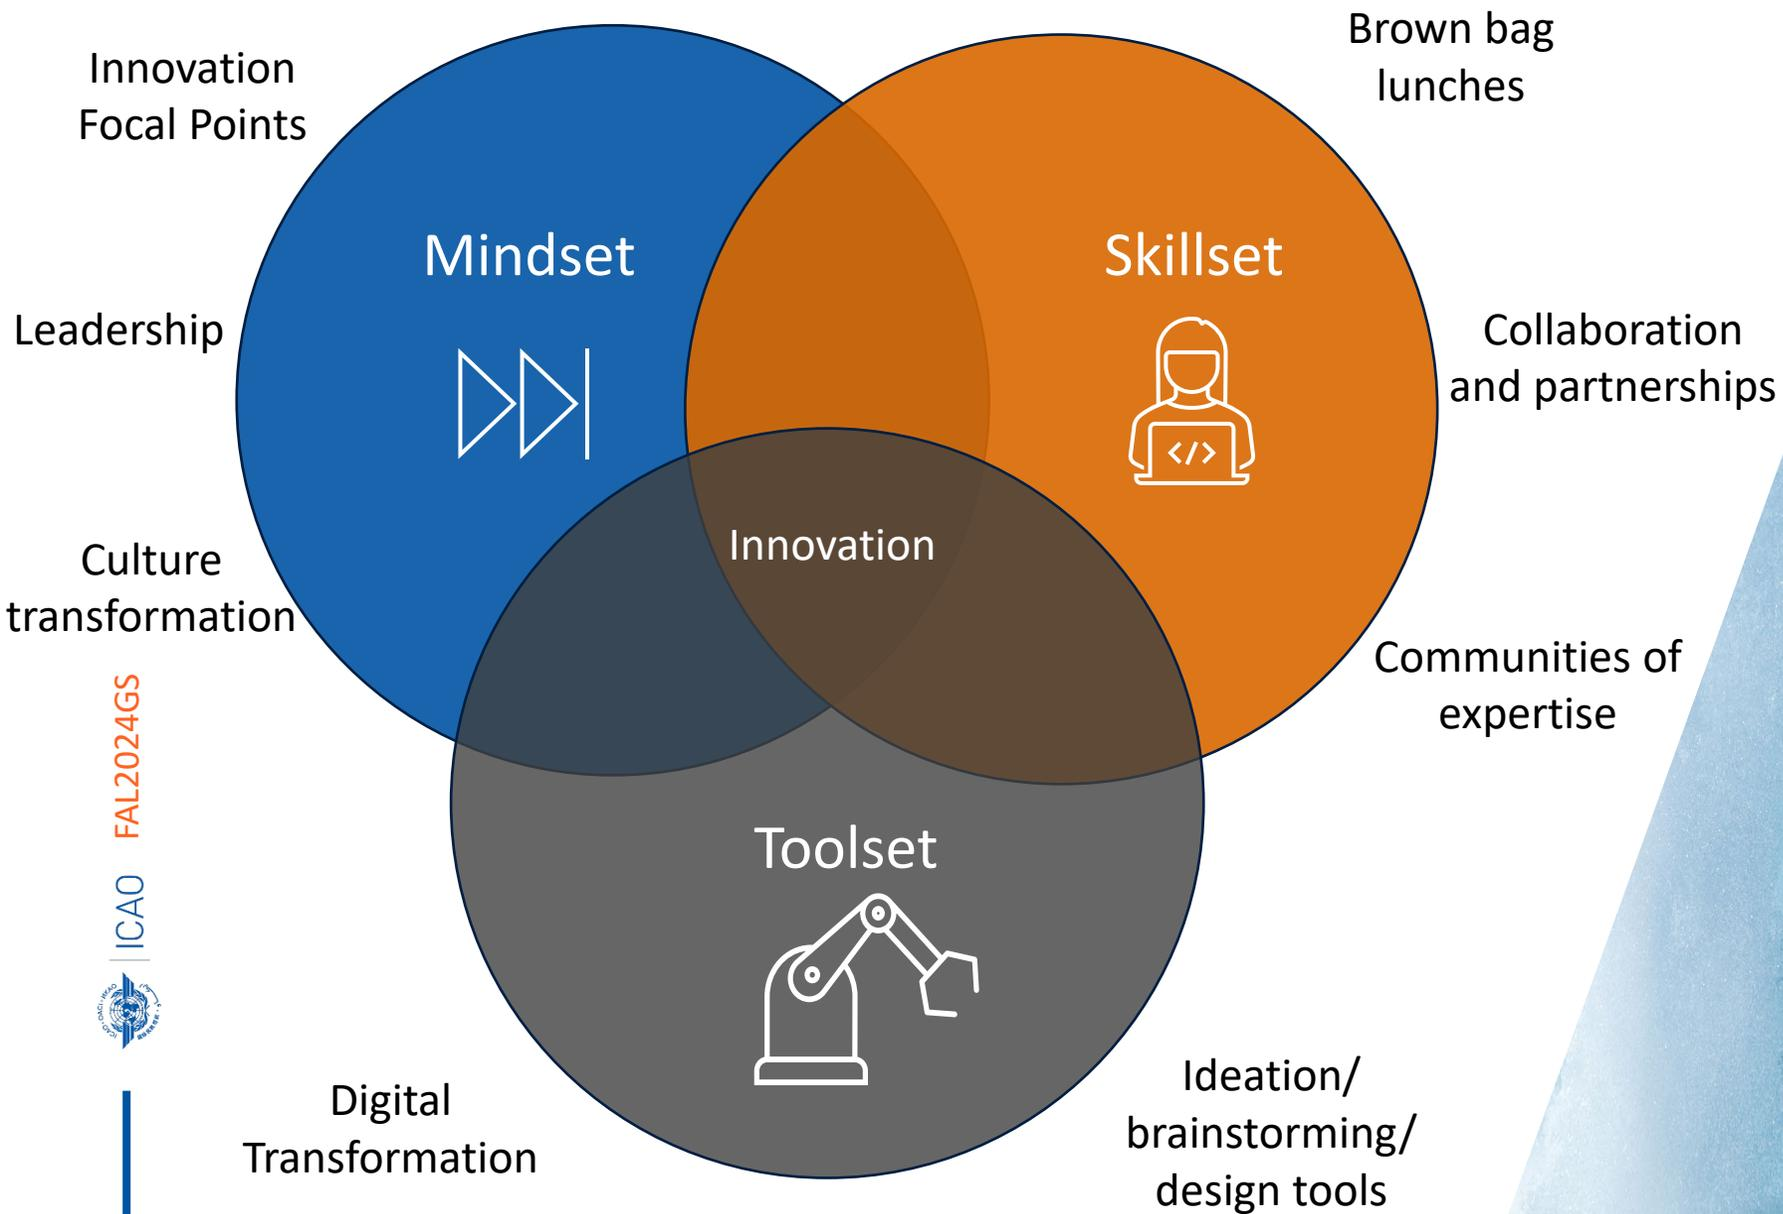 Innovation
Focal Points
Brown bag
lunches
Mindset
Skillset
Leadership
Collaboration
and partnerships
</>
Innovation
Culture
transformation
Communities of
expertise
FAL2024GS
ICAO
Toolset
Digital
Transformation
Ideation/
brainstorming/
design tools